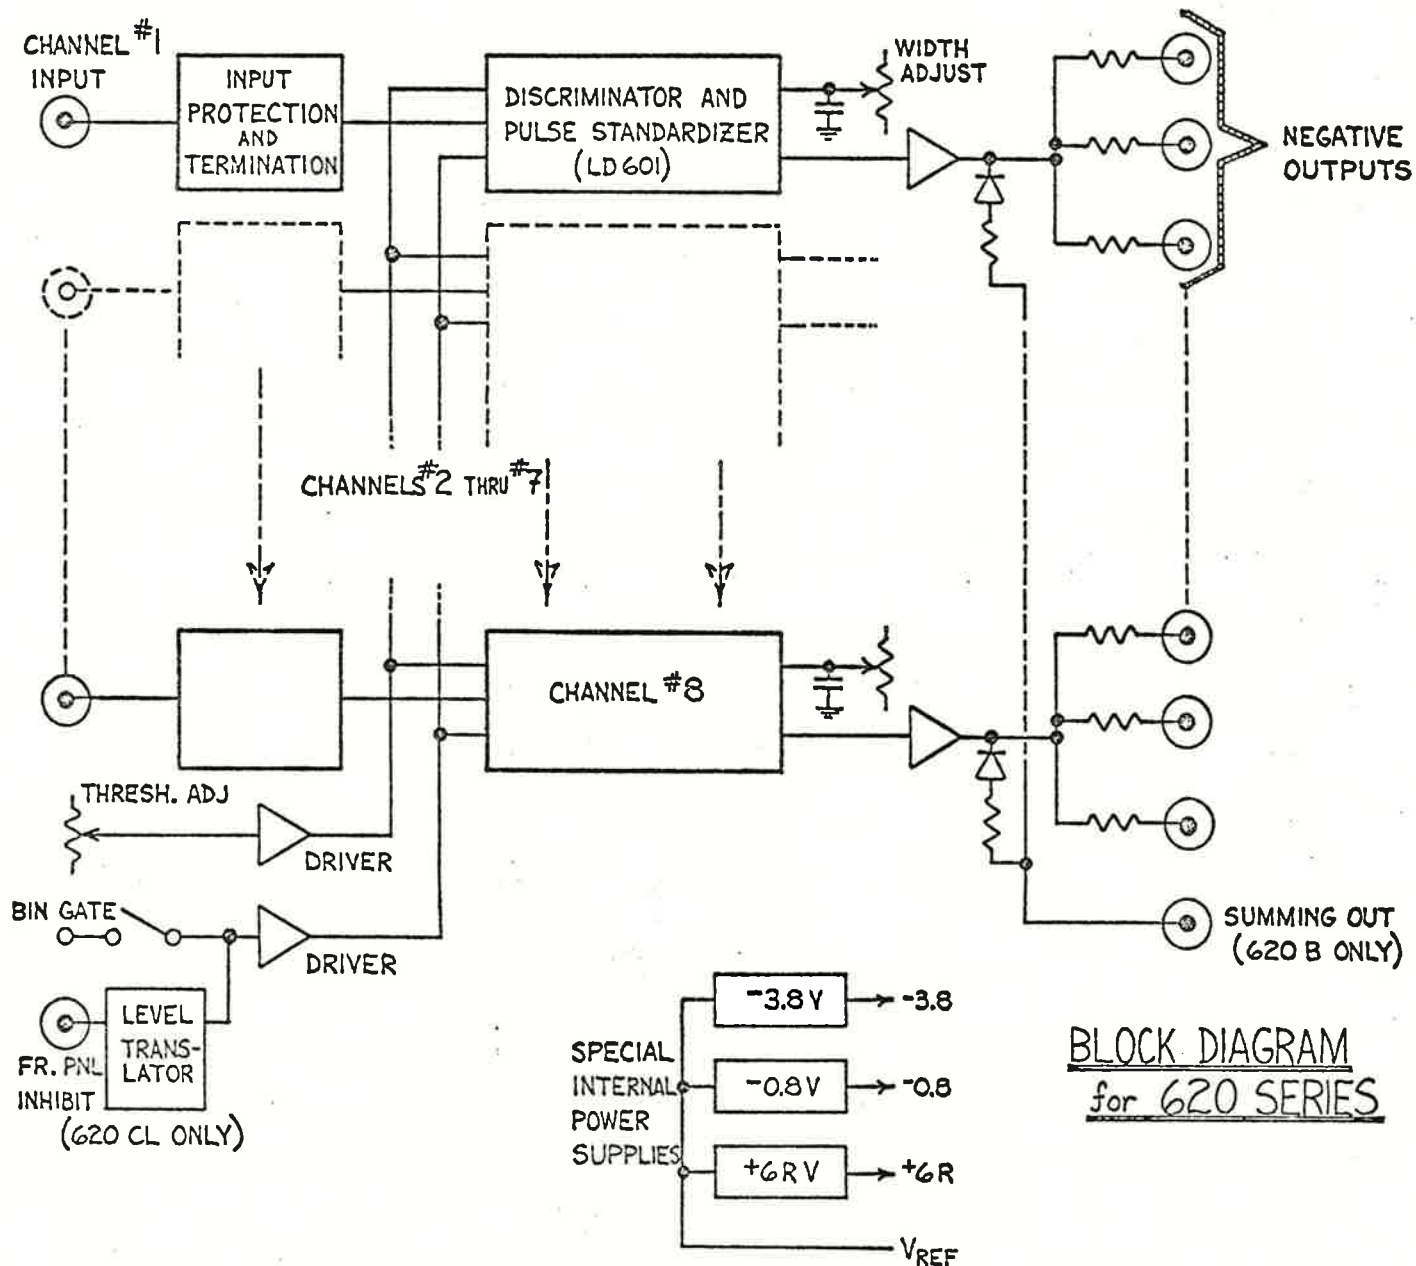 CHANNEL #1
INPUT
INPUT
PROTECTION
AND
TERMINATION
DISCRIMINATOR AND
PULSE STANDARDIZER
(LD601)
WIDTH
ADJUST
NEGATIVE
OUTPUTS
CHANNELS #2 THRU #7
CHANNEL #8
THRESH. ADJ
DRIVER
BIN GATE
DRIVER
LEVEL
TRANS-
LATOR
FR. PNL
INHIBIT
(620 CL ONLY)
SUMMING OUT
(620 B ONLY)
SPECIAL
INTERNAL
POWER
SUPPLIES
-3.8 V
-3.8
-0.8 V
-0.8
+6R V
+6R
VREF
BLOCK DIAGRAM
for 620 SERIES